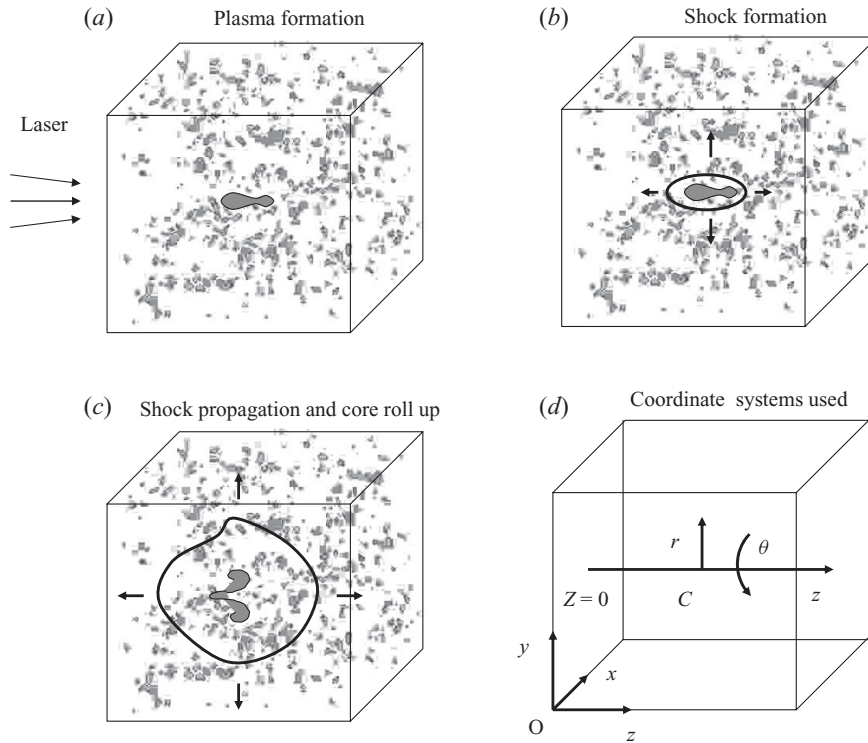 (a) Plasma formation
(b) Shock formation
Laser
(c) Shock propagation and core roll up
(d) Coordinate systems used
r
θ
Z = 0
C
z
y
x
O
z